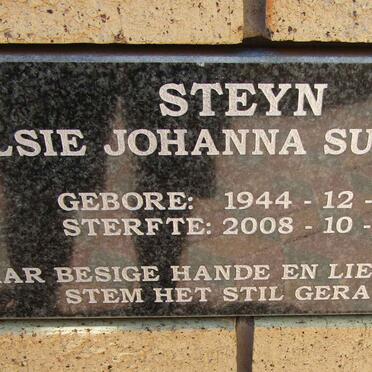 STEYN
LSIE JOHANNA SU
GEBORE: 1944 - 12 -
STERFTE: 2008 - 10 -
AR BESIGE HANDE EN LIE
STEM HET STIL GERA